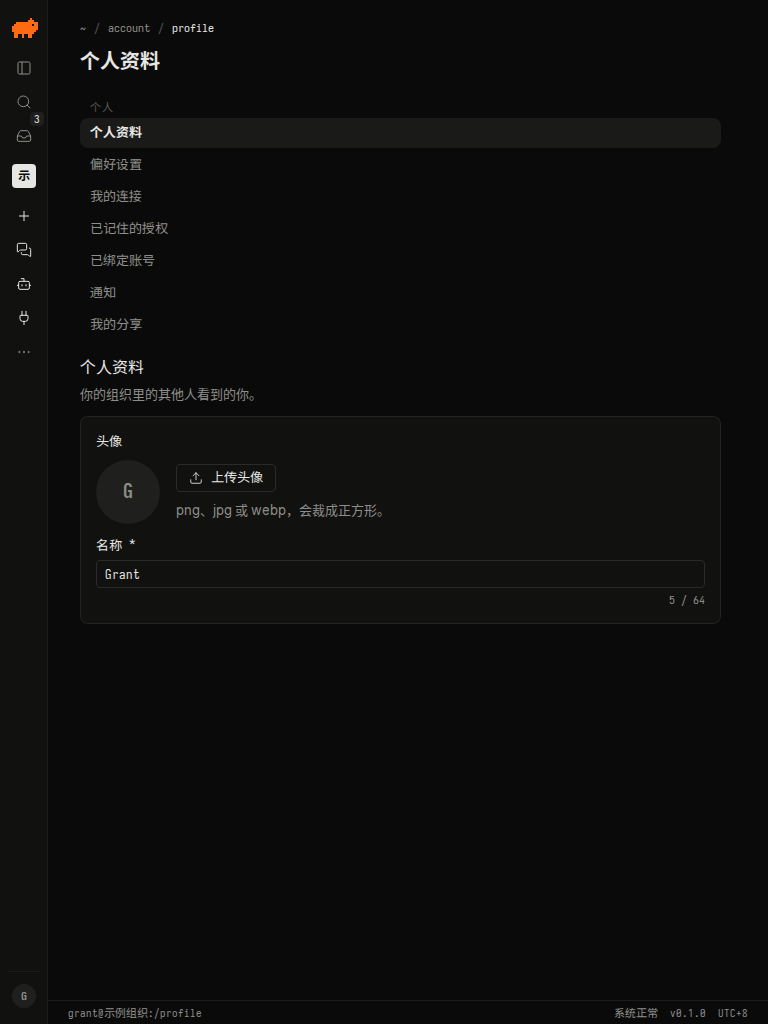 ~ / account / profile
个人资料
个人
个人资料
偏好设置
我的连接
已记住的授权
已绑定账号
通知
我的分享
个人资料
你的组织里的其他人看到的你。
头像
G
上传头像
png、jpg 或 webp，会裁成正方形。
名称 *
Grant
5 / 64
3
示
G
grant@示例组织:/profile
系统正常 v0.1.0 UTC+8